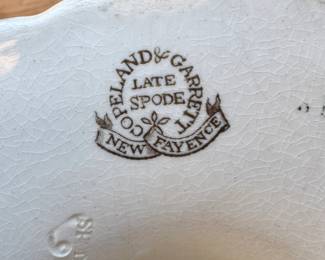 COPELAND & GARRETT
LATE
SPODE
NEW FAYENCE